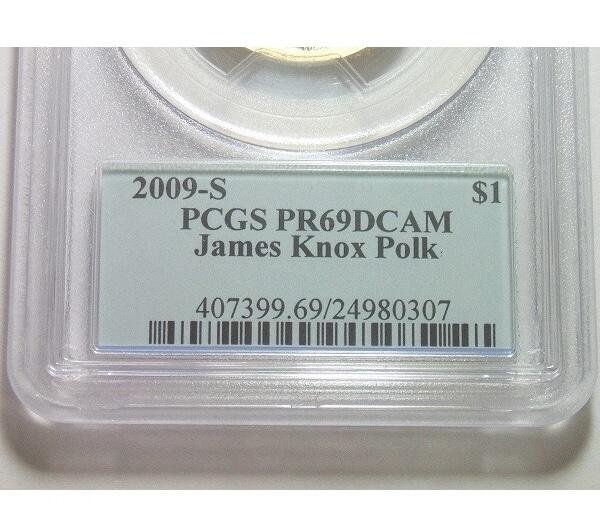 2009-S $1
PCGS PR69DCAM
James Knox Polk
407399.69/24980307